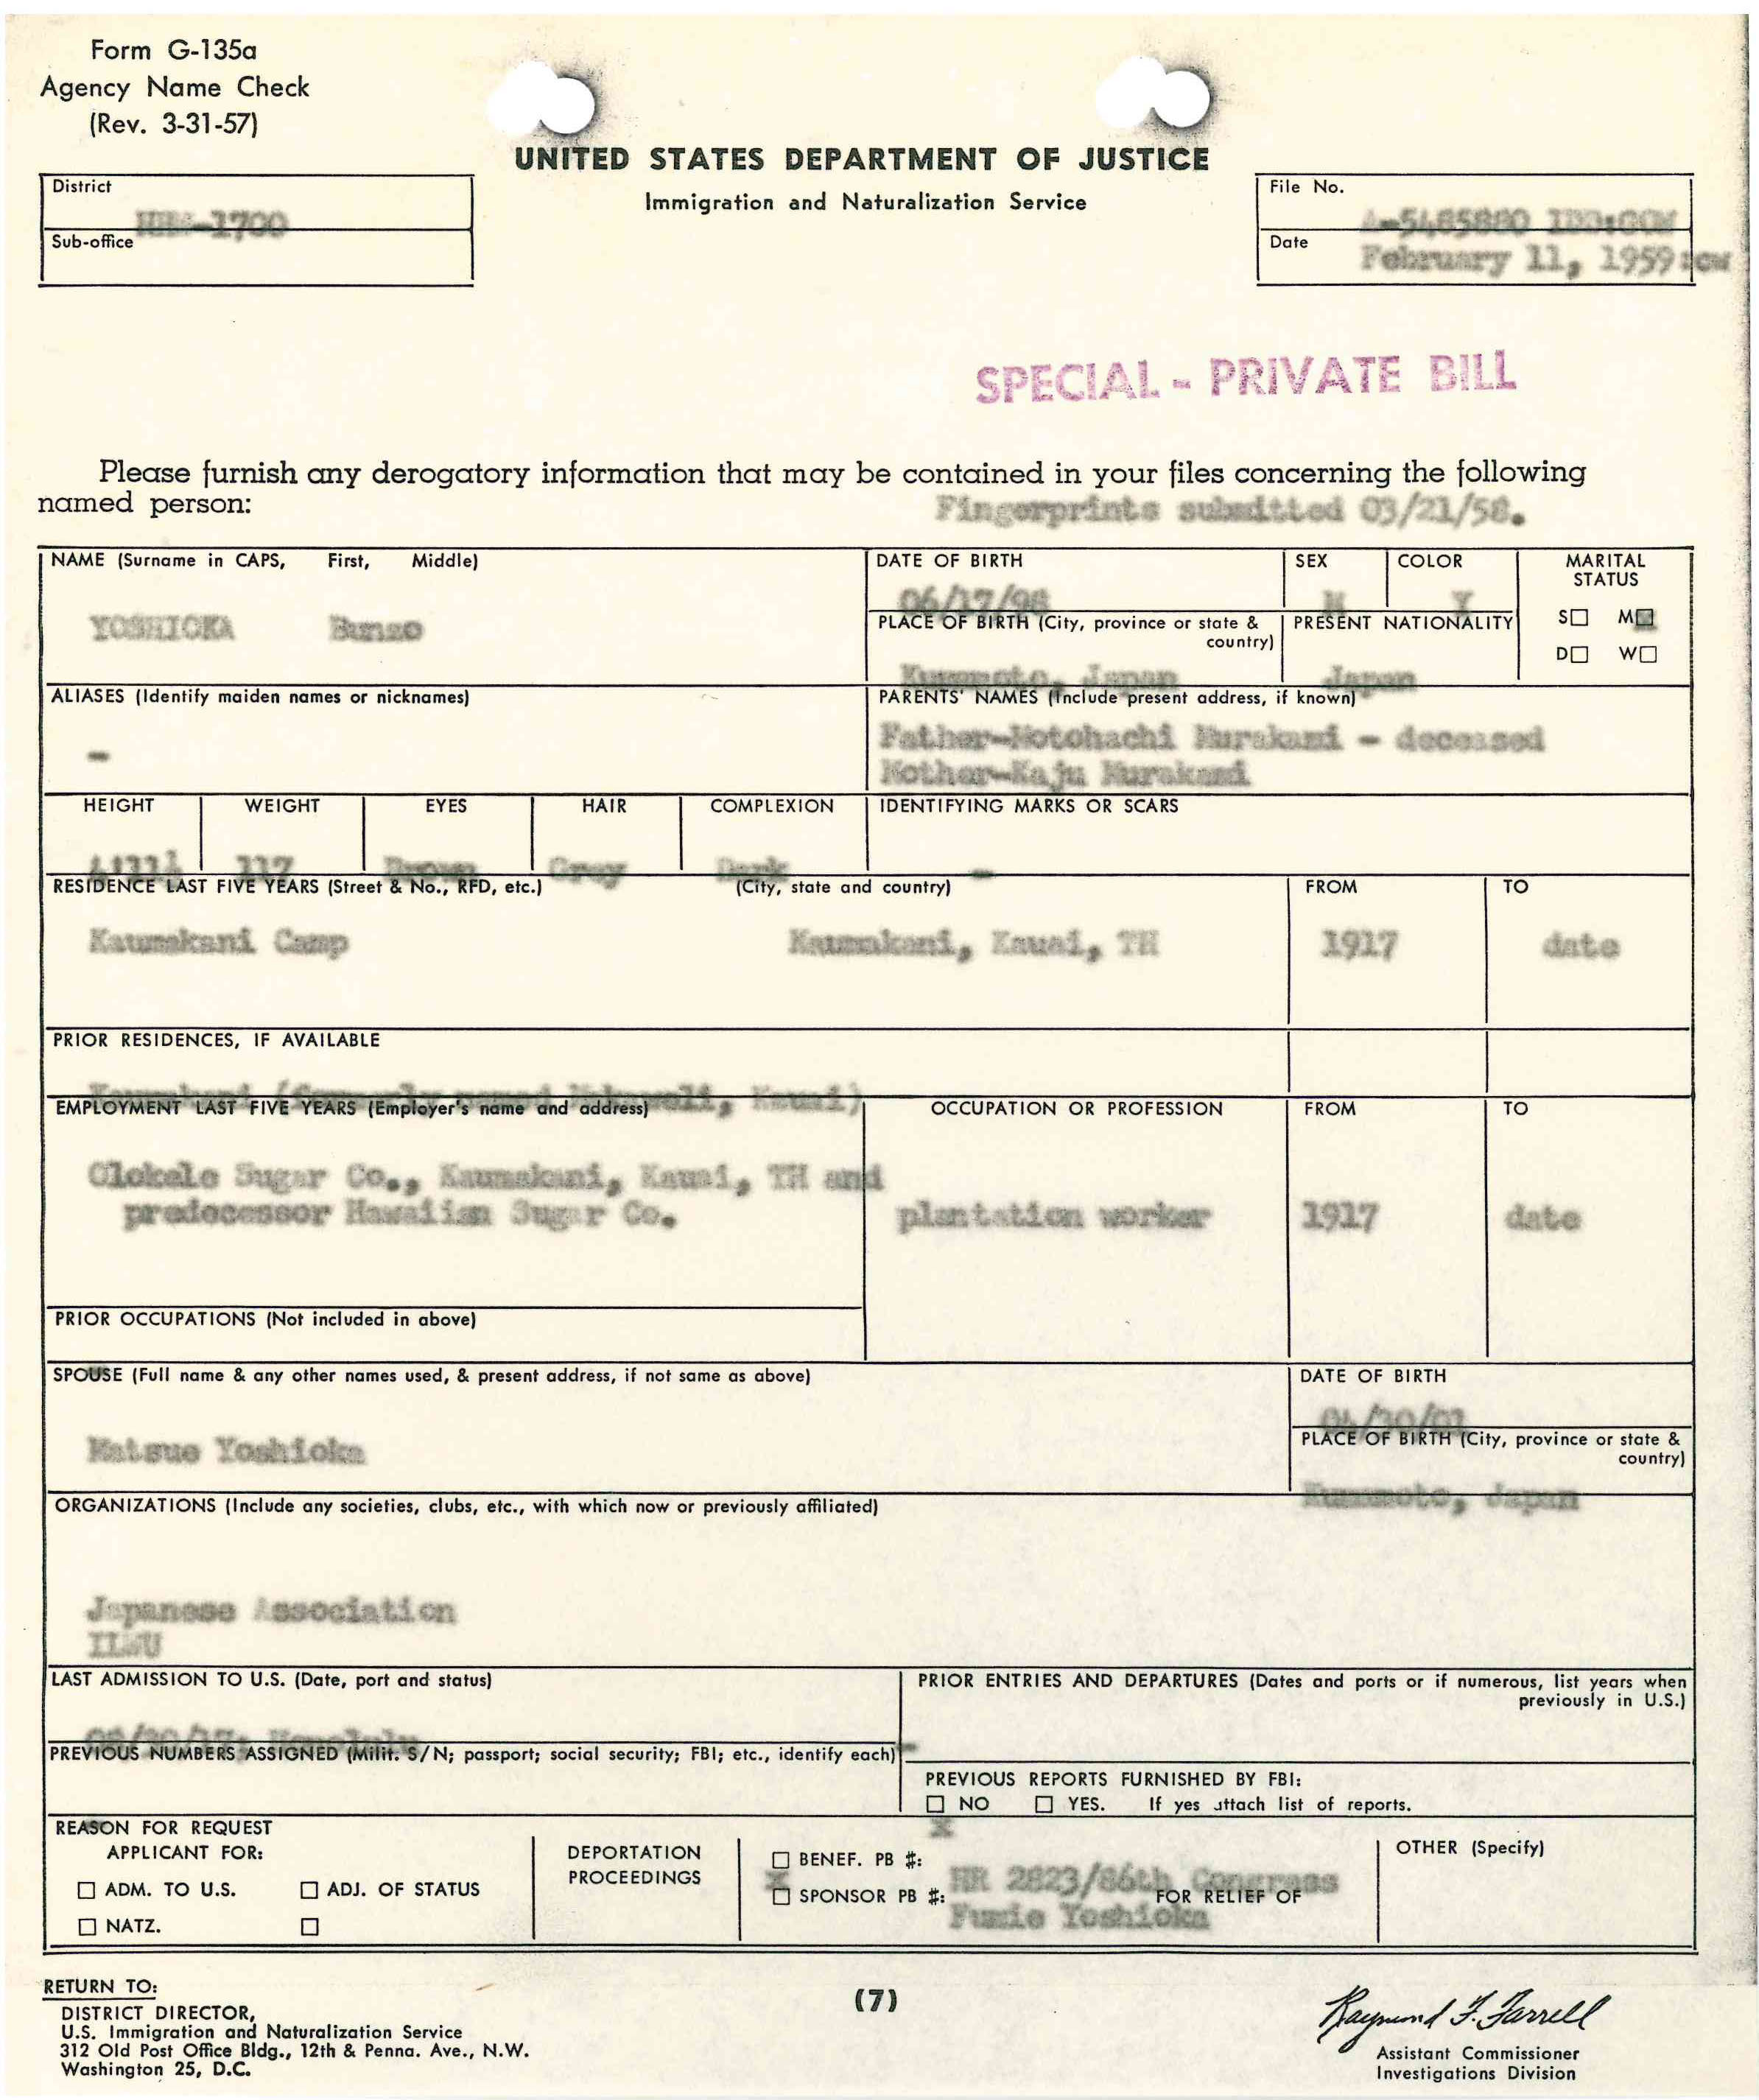 Form G-135a
Agency Name Check
(Rev. 3-31-57)
UNITED STATES DEPARTMENT OF JUSTICE
Immigration and Naturalization Service
District
-1700
Sub-office
File No.
A-5485880
Date
February 11, 1959:cw
SPECIAL - PRIVATE BILL
Please furnish any derogatory information that may be contained in your files concerning the following
named person:
Fingerprints submitted 03/21/58.
NAME (Surname in CAPS, First, Middle)
YOSHIOKA Bunzo
DATE OF BIRTH
06/17/98
SEX
M
COLOR
Y
MARITAL
STATUS
S☐ M☒
D☐ W☐
PLACE OF BIRTH (City, province or state &
country)
Kumamoto, Japan
PRESENT NATIONALITY
Japan
ALIASES (Identify maiden names or nicknames)
-
PARENTS' NAMES (Include present address, if known)
Father-Motohachi Murakami - deceased
Mother-Kaju Murakami
HEIGHT
4'11½
WEIGHT
117
EYES
Brown
HAIR
Grey
COMPLEXION
Dark
IDENTIFYING MARKS OR SCARS
-
RESIDENCE LAST FIVE YEARS (Street & No., RFD, etc.) (City, state and country) FROM TO
Kaumakani Camp Kaumakani, Kauai, TH 1917 date
PRIOR RESIDENCES, IF AVAILABLE
Kaumakani (formerly named Makaweli, Kauai)
EMPLOYMENT LAST FIVE YEARS (Employer's name and address) OCCUPATION OR PROFESSION FROM TO
Olokele Sugar Co., Kaumakani, Kauai, TH and
predecessor Hawaiian Sugar Co. plantation worker 1917 date
PRIOR OCCUPATIONS (Not included in above)
SPOUSE (Full name & any other names used, & present address, if not same as above)
Matsue Yoshioka
DATE OF BIRTH
PLACE OF BIRTH (City, province or state &
country)
Kumamoto, Japan
ORGANIZATIONS (Include any societies, clubs, etc., with which now or previously affiliated)
Japanese Association
ILWU
LAST ADMISSION TO U.S. (Date, port and status)
Honolulu
PRIOR ENTRIES AND DEPARTURES (Dates and ports or if numerous, list years when
previously in U.S.)
-
PREVIOUS NUMBERS ASSIGNED (Milit. S/N; passport; social security; FBI; etc., identify each)
PREVIOUS REPORTS FURNISHED BY FBI:
☐ NO ☐ YES. If yes attach list of reports.
x
REASON FOR REQUEST
APPLICANT FOR:
☐ ADM. TO U.S. ☐ ADJ. OF STATUS
☐ NATZ. ☐
DEPORTATION
PROCEEDINGS
☐ BENEF. PB #:
x HR 2823/86th Congress
☐ SPONSOR PB #: FOR RELIEF OF
Fumie Yoshioka
OTHER (Specify)
RETURN TO:
DISTRICT DIRECTOR,
U.S. Immigration and Naturalization Service
312 Old Post Office Bldg., 12th & Penna. Ave., N.W.
Washington 25, D.C.
(7)
Raymond F. Farrell
Assistant Commissioner
Investigations Division